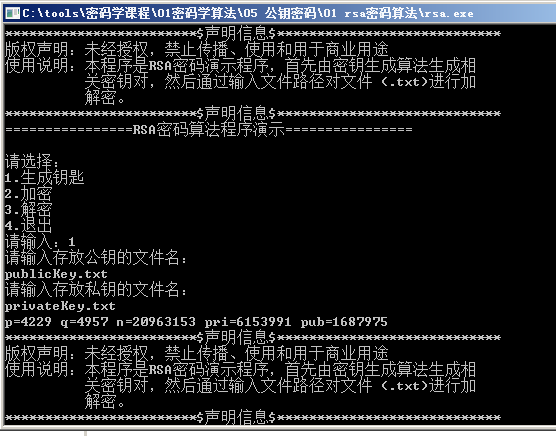 C:\tools\密码学课程\01密码学算法\05 公钥密码\01 rsa密码算法\rsa.exe
************************$声明信息$****************************
版权声明：未经授权，禁止传播、使用和用于商业用途
使用说明：本程序是RSA密码演示程序，首先由密钥生成算法生成相
关密钥对，然后通过输入文件路径对文件 (.txt)进行加
解密。
************************$声明信息$****************************
================RSA密码算法程序演示================
请选择：
1.生成钥匙
2.加密
3.解密
4.退出
请输入：1
请输入存放公钥的文件名：
publicKey.txt
请输入存放私钥的文件名：
privateKey.txt
p=4229 q=4957 n=20963153 pri=6153991 pub=1687975
************************$声明信息$****************************
版权声明：未经授权，禁止传播、使用和用于商业用途
使用说明：本程序是RSA密码演示程序，首先由密钥生成算法生成相
关密钥对，然后通过输入文件路径对文件 (.txt)进行加
解密。
************************$声明信息$****************************